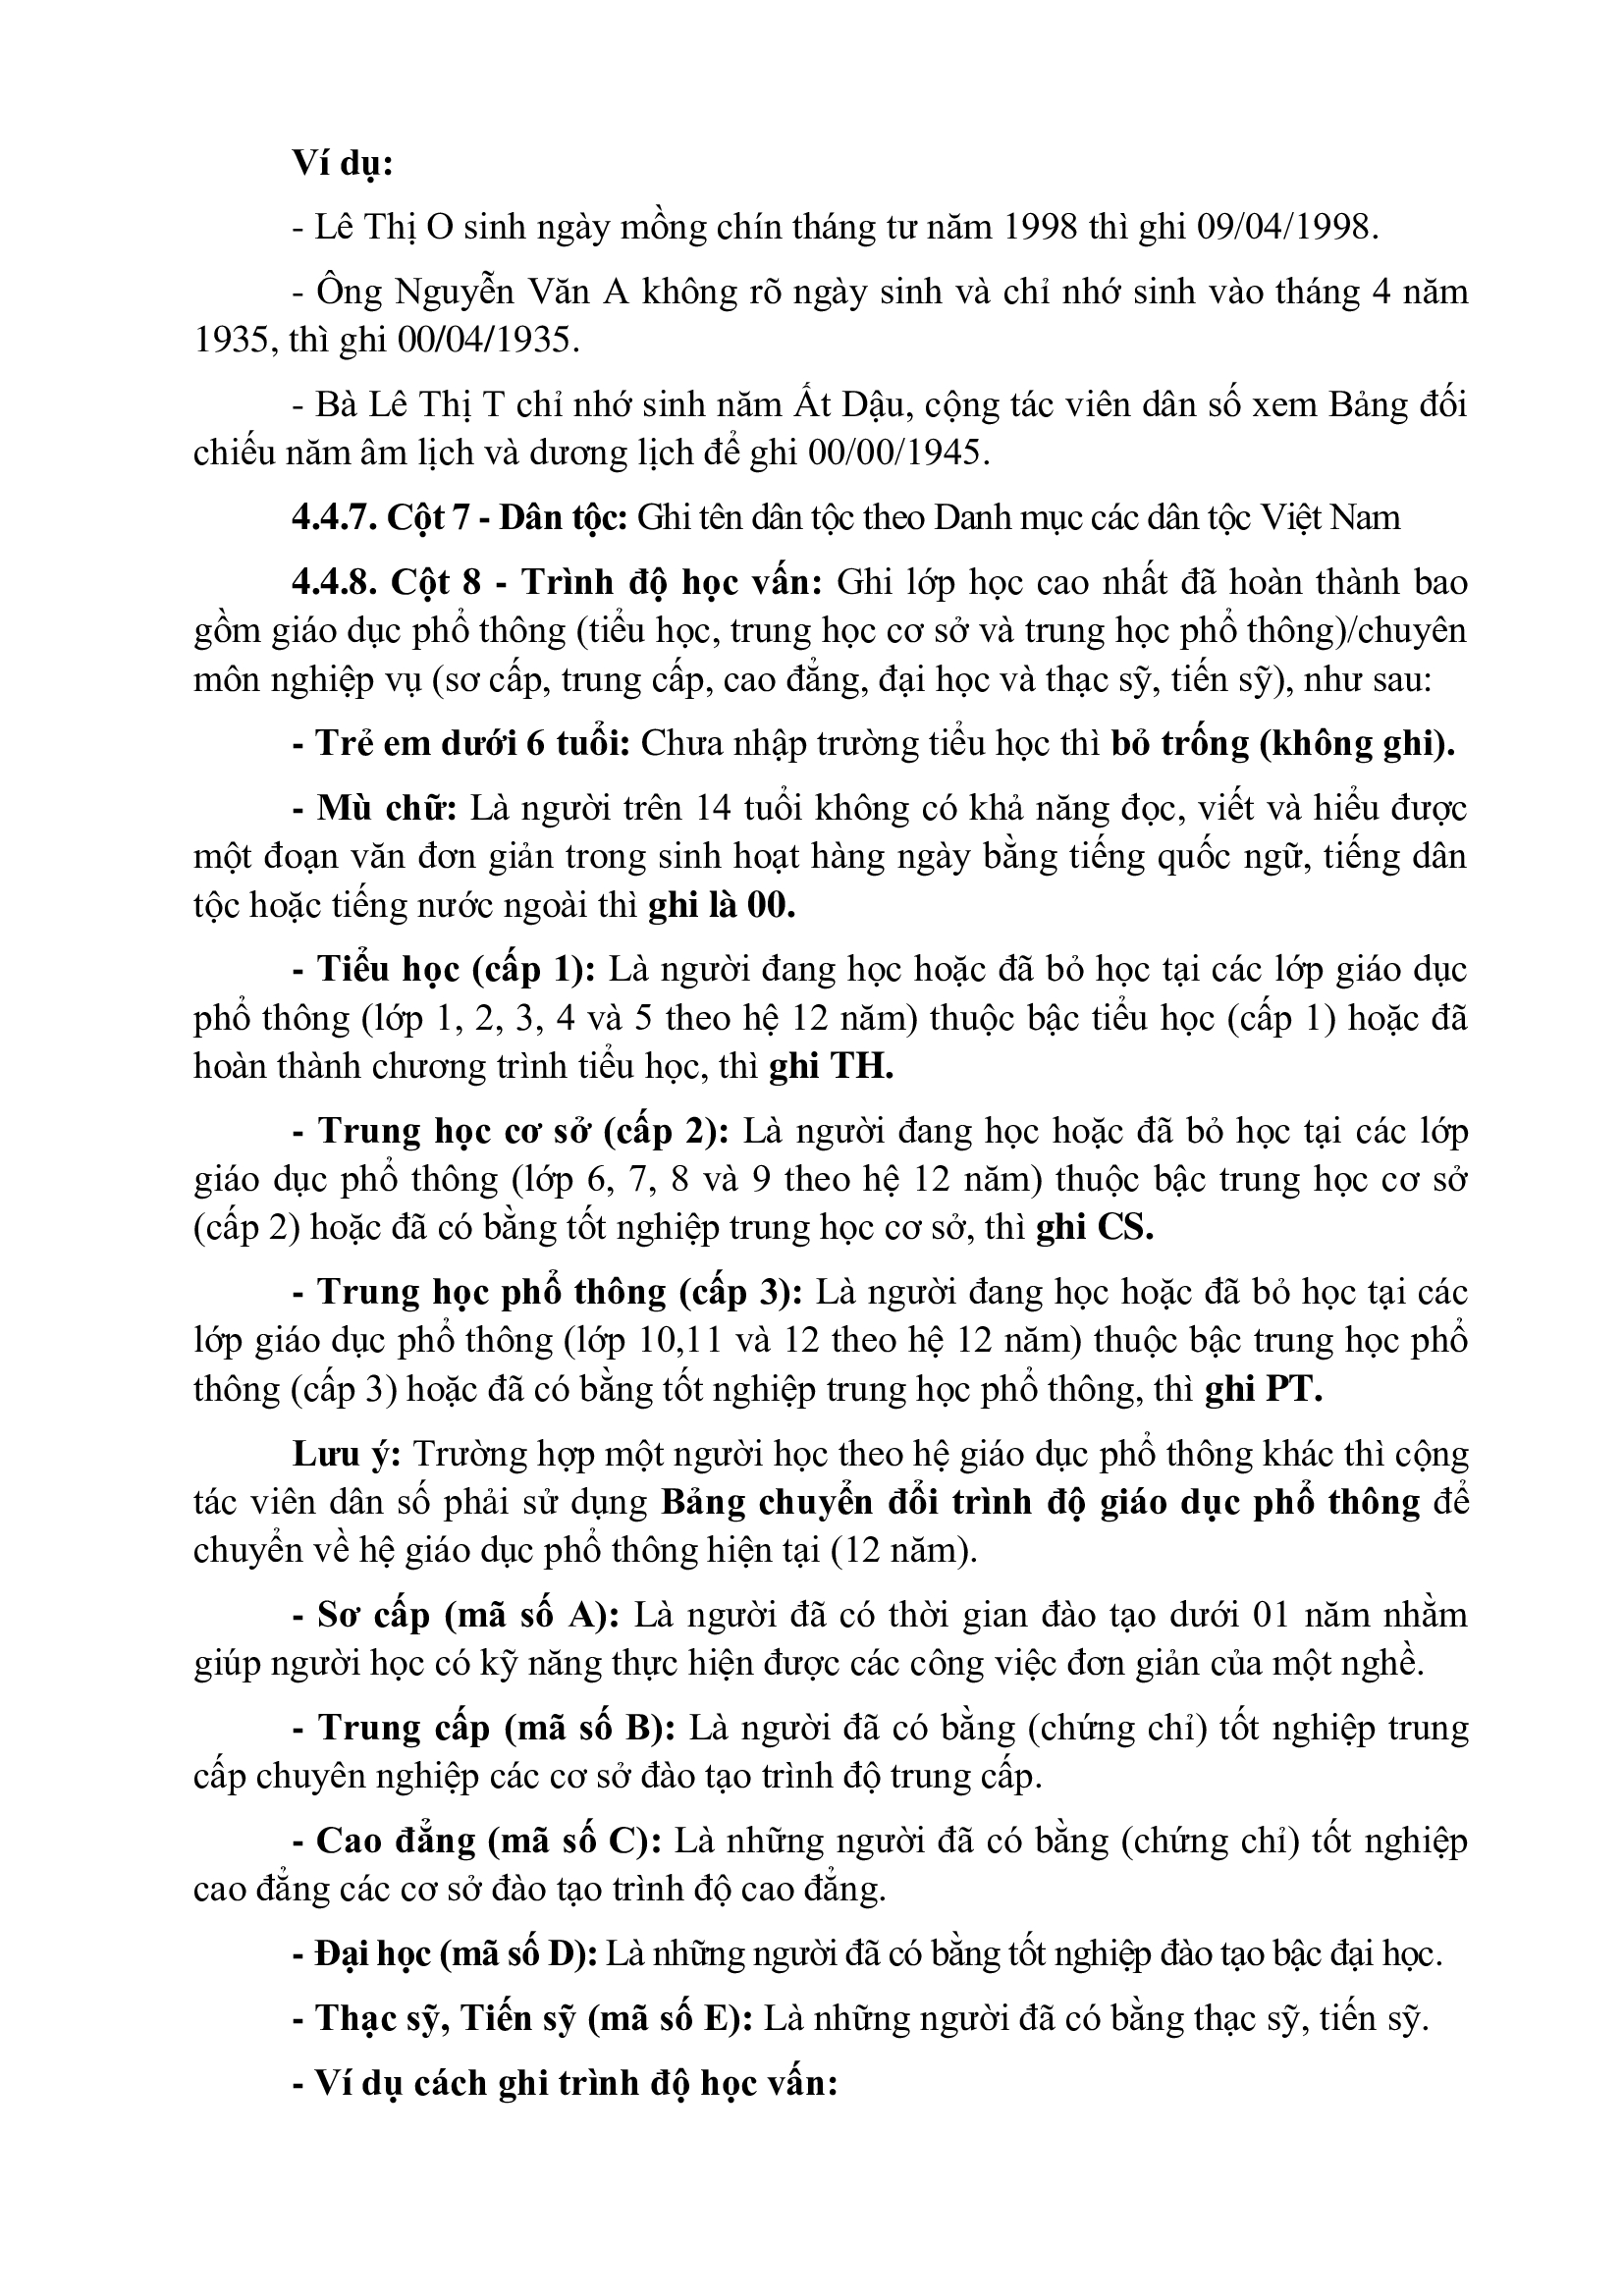 Ví dụ:
- Lê Thị O sinh ngày mồng chín tháng tư năm 1998 thì ghi 09/04/1998.
- Ông Nguyễn Văn A không rõ ngày sinh và chỉ nhớ sinh vào tháng 4 năm
1935, thì ghi 00/04/1935.
- Bà Lê Thị T chỉ nhớ sinh năm Ất Dậu, cộng tác viên dân số xem Bảng đối
chiếu năm âm lịch và dương lịch để ghi 00/00/1945.
4.4.7. Cột 7 - Dân tộc: Ghi tên dân tộc theo Danh mục các dân tộc Việt Nam
4.4.8. Cột 8 - Trình độ học vấn: Ghi lớp học cao nhất đã hoàn thành bao
gồm giáo dục phổ thông (tiểu học, trung học cơ sở và trung học phổ thông)/chuyên
môn nghiệp vụ (sơ cấp, trung cấp, cao đẳng, đại học và thạc sỹ, tiến sỹ), như sau:
- Trẻ em dưới 6 tuổi: Chưa nhập trường tiểu học thì bỏ trống (không ghi).
- Mù chữ: Là người trên 14 tuổi không có khả năng đọc, viết và hiểu được
một đoạn văn đơn giản trong sinh hoạt hàng ngày bằng tiếng quốc ngữ, tiếng dân
tộc hoặc tiếng nước ngoài thì ghi là 00.
- Tiểu học (cấp 1): Là người đang học hoặc đã bỏ học tại các lớp giáo dục
phổ thông (lớp 1, 2, 3, 4 và 5 theo hệ 12 năm) thuộc bậc tiểu học (cấp 1) hoặc đã
hoàn thành chương trình tiểu học, thì ghi TH.
- Trung học cơ sở (cấp 2): Là người đang học hoặc đã bỏ học tại các lớp
giáo dục phổ thông (lớp 6, 7, 8 và 9 theo hệ 12 năm) thuộc bậc trung học cơ sở
(cấp 2) hoặc đã có bằng tốt nghiệp trung học cơ sở, thì ghi CS.
- Trung học phổ thông (cấp 3): Là người đang học hoặc đã bỏ học tại các
lớp giáo dục phổ thông (lớp 10,11 và 12 theo hệ 12 năm) thuộc bậc trung học phổ
thông (cấp 3) hoặc đã có bằng tốt nghiệp trung học phổ thông, thì ghi PT.
Lưu ý: Trường hợp một người học theo hệ giáo dục phổ thông khác thì cộng
tác viên dân số phải sử dụng Bảng chuyển đổi trình độ giáo dục phổ thông để
chuyển về hệ giáo dục phổ thông hiện tại (12 năm).
- Sơ cấp (mã số A): Là người đã có thời gian đào tạo dưới 01 năm nhằm
giúp người học có kỹ năng thực hiện được các công việc đơn giản của một nghề.
- Trung cấp (mã số B): Là người đã có bằng (chứng chỉ) tốt nghiệp trung
cấp chuyên nghiệp các cơ sở đào tạo trình độ trung cấp.
- Cao đẳng (mã số C): Là những người đã có bằng (chứng chỉ) tốt nghiệp
cao đẳng các cơ sở đào tạo trình độ cao đẳng.
- Đại học (mã số D): Là những người đã có bằng tốt nghiệp đào tạo bậc đại học.
- Thạc sỹ, Tiến sỹ (mã số E): Là những người đã có bằng thạc sỹ, tiến sỹ.
- Ví dụ cách ghi trình độ học vấn: